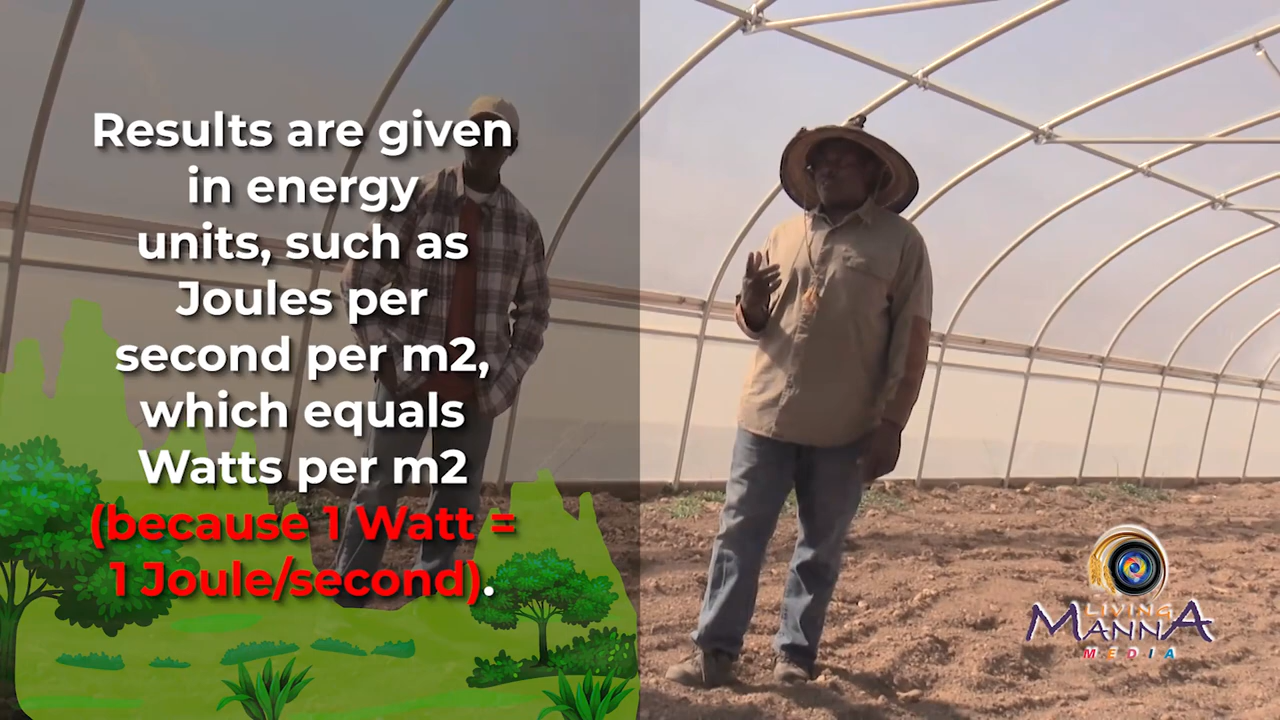 Results are given
in energy
units, such as
Joules per
second per m2,
which equals
Watts per m2
(because 1 Watt =
1 Joule/second).
LIVING
MANNA
MEDIA